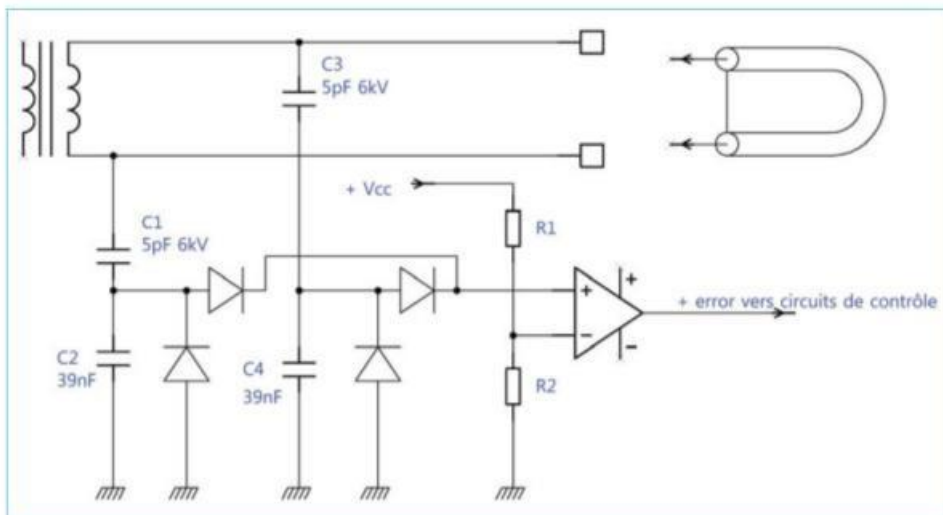 C3
5pF 6kV
+ Vcc
R1
C1
5pF 6kV
+
+
+ error vers circuits de contrôle
−
−
C2
39nF
C4
39nF
R2